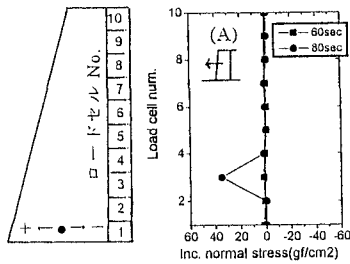 10
9
8
7
6
5
4
3
2
1
ロードセル No.
+ ←●→ −
Load cell num.
10
8
6
4
2
(A)
60sec
80sec
60 40 20 0 20 40 60
Inc. normal stress(gf/cm2)